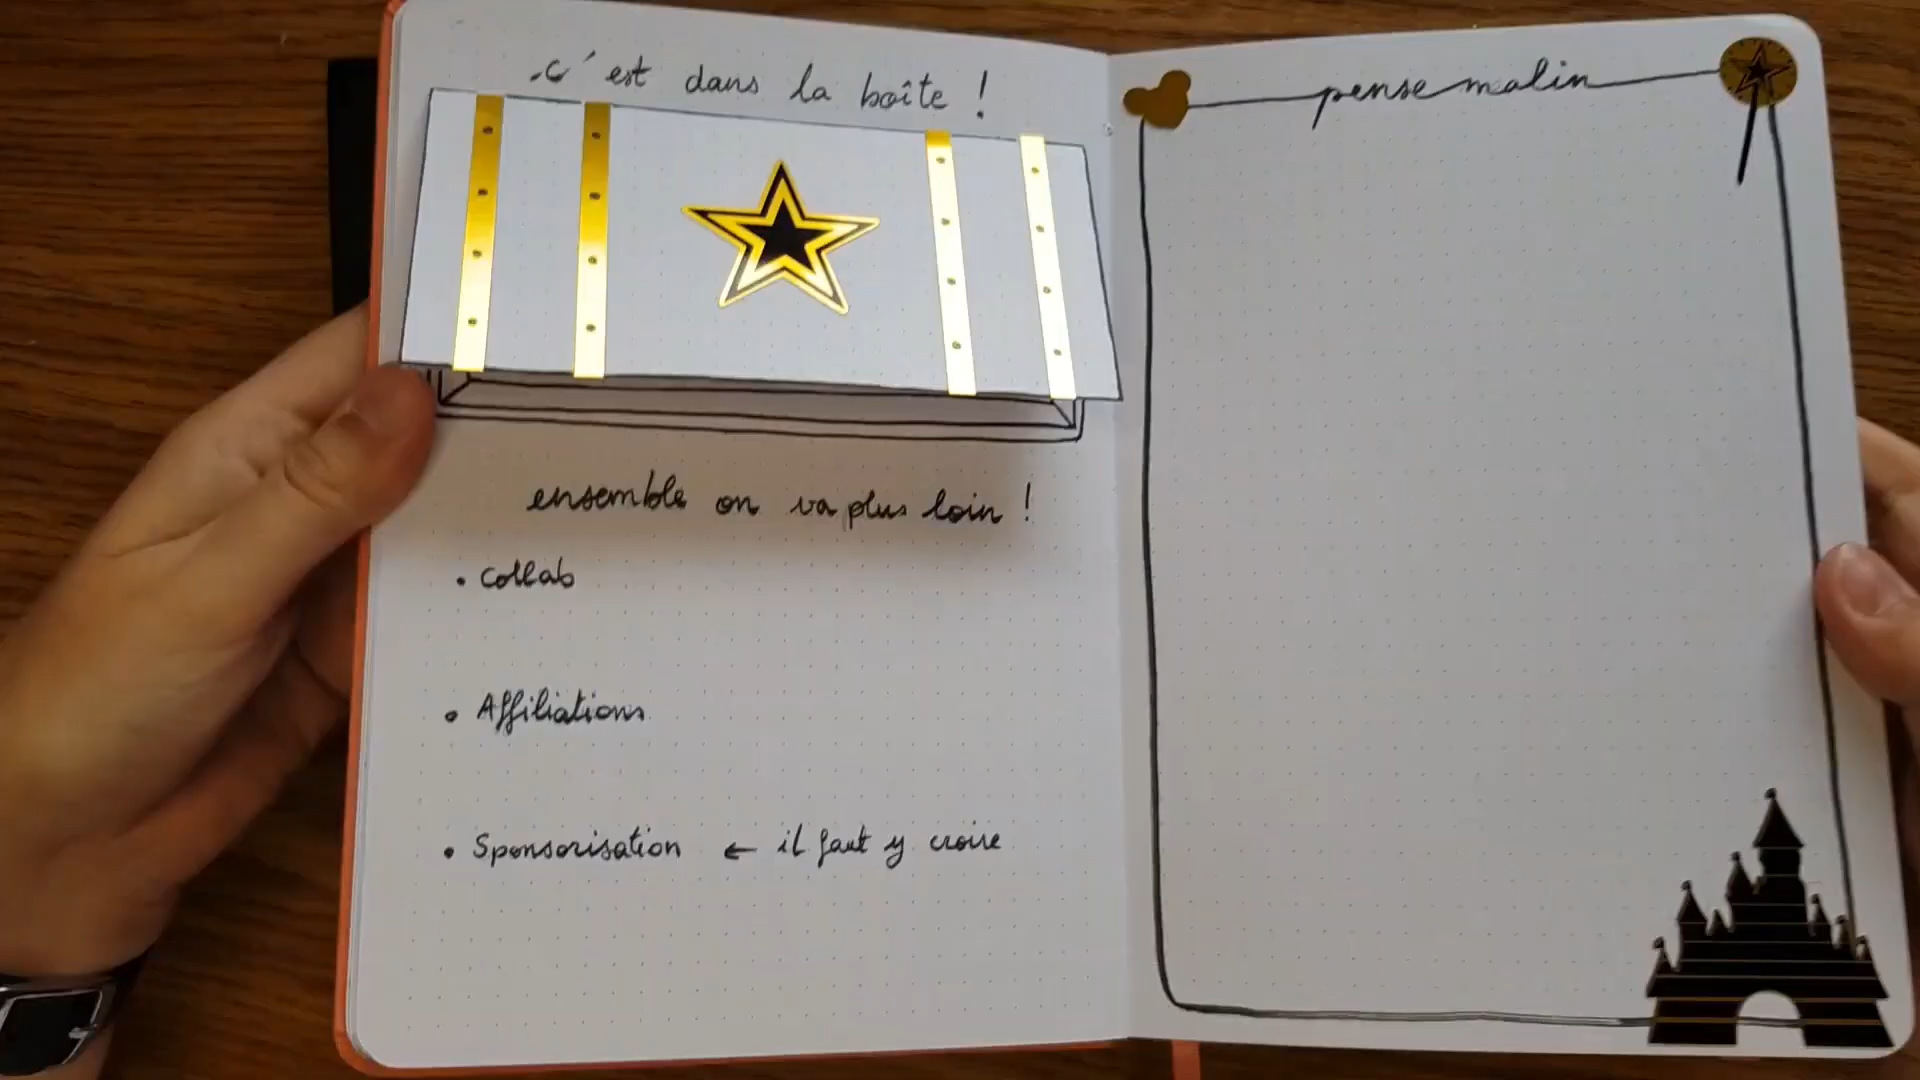 c'est dans la boîte !
ensemble on va plus loin !
• Collab
• Affiliations
• Sponsorisation ← il faut y croire
pense malin